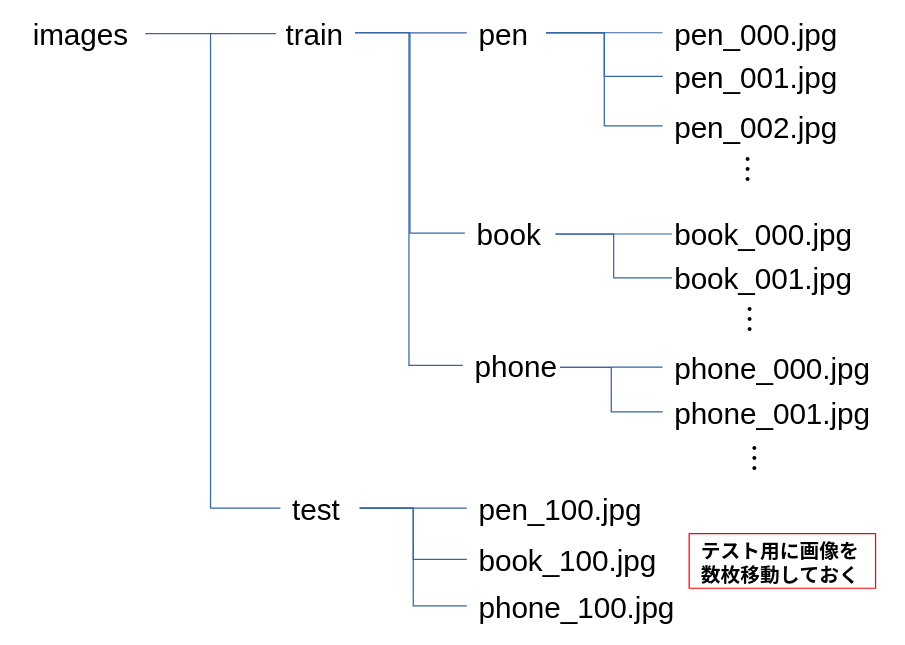 images train pen pen_000.jpg
pen_001.jpg
pen_002.jpg
⋮
book book_000.jpg
book_001.jpg
⋮
phone phone_000.jpg
phone_001.jpg
⋮
test pen_100.jpg
book_100.jpg
phone_100.jpg
テスト用に画像を
数枚移動しておく